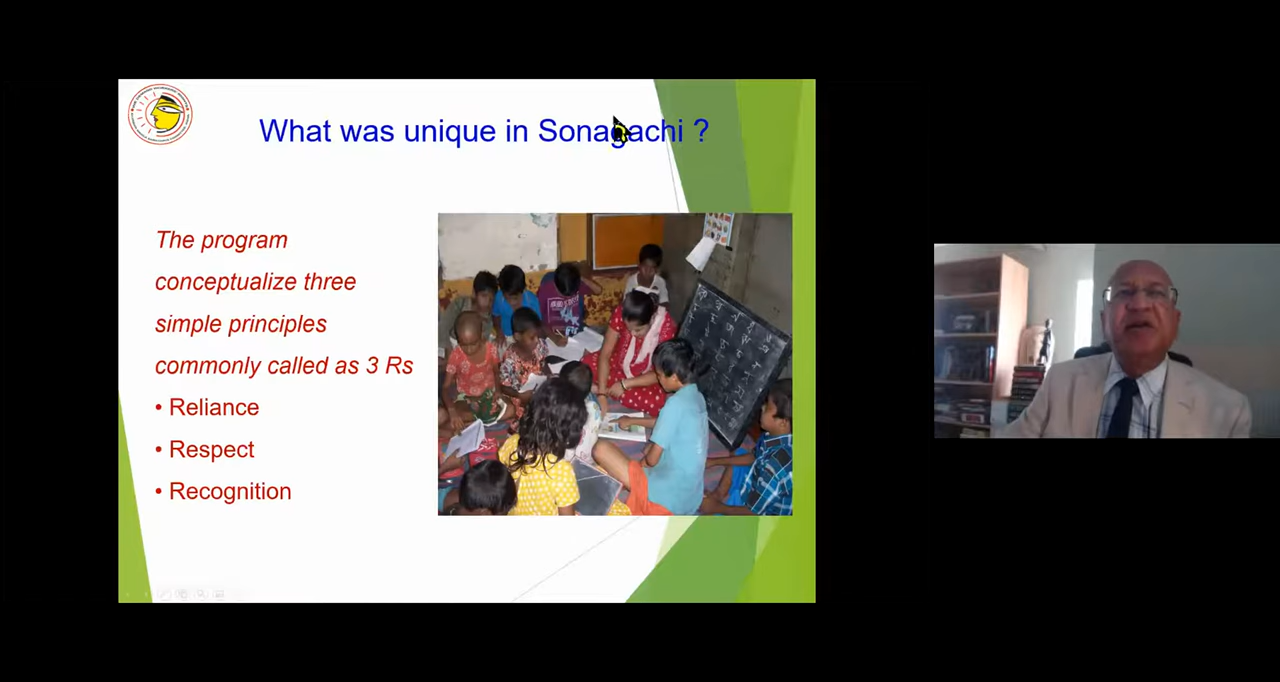 What was unique in Sonagachi ?
The program
conceptualize three
simple principles
commonly called as 3 Rs
• Reliance
• Respect
• Recognition